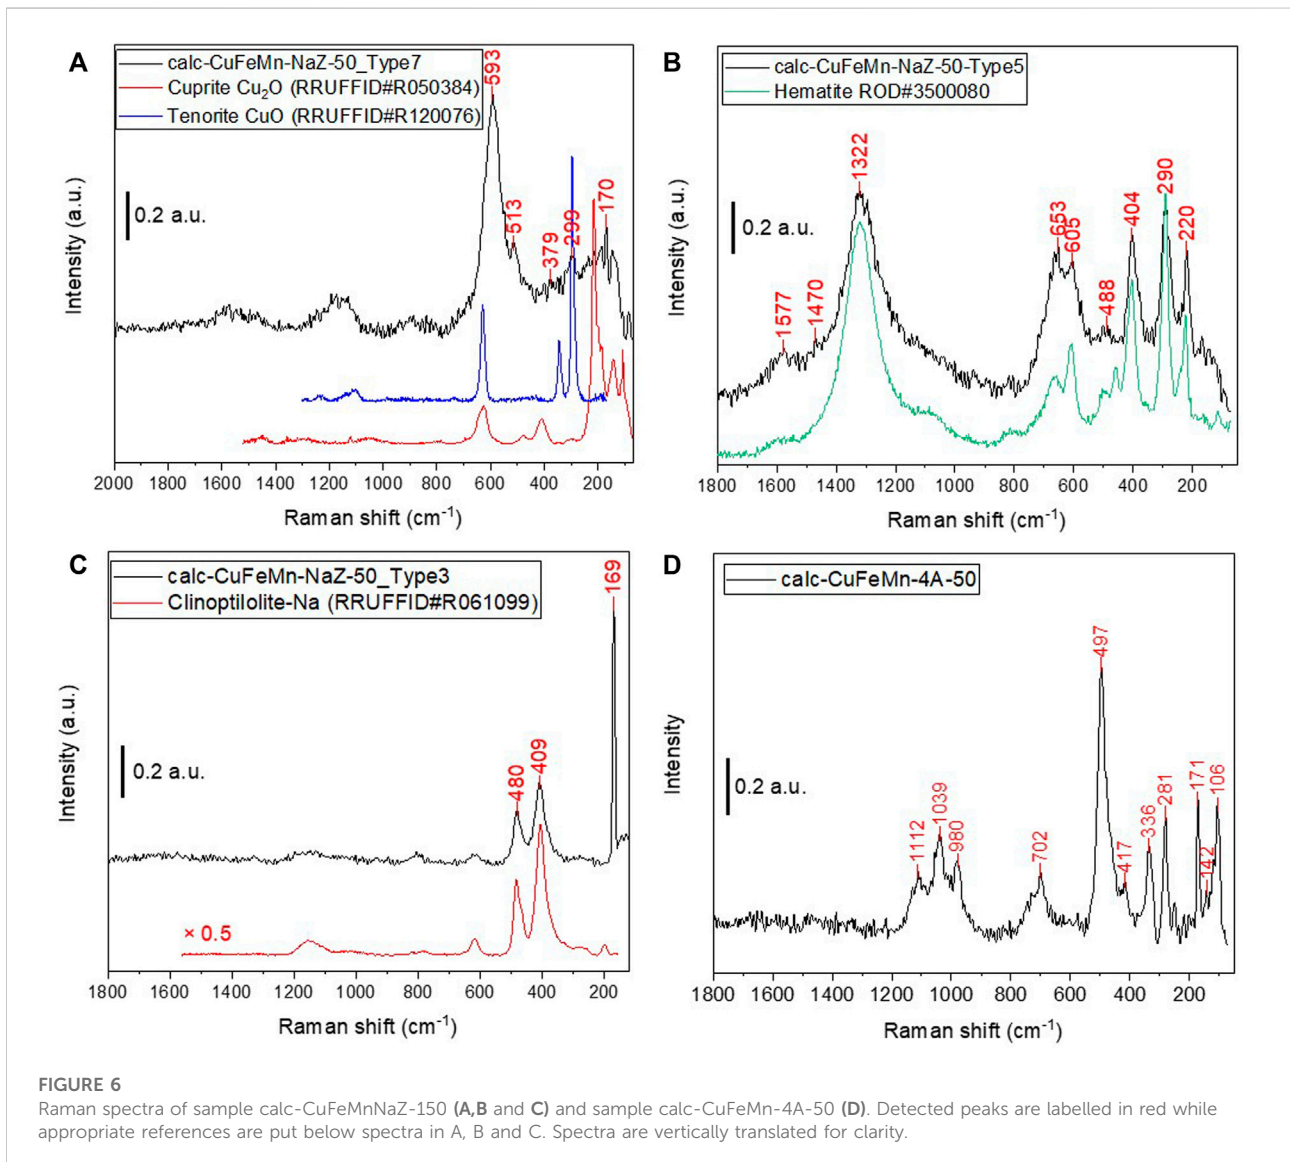 A
calc-CuFeMn-NaZ-50_Type7
Cuprite Cu₂O (RRUFFID#R050384)
Tenorite CuO (RRUFFID#R120076)
0.2 a.u.
593
513
379
299
170
Intensity (a.u.)
2000 1800 1600 1400 1200 1000 800 600 400 200
Raman shift (cm⁻¹)
B
calc-CuFeMn-NaZ-50-Type5
Hematite ROD#3500080
0.2 a.u.
1577
1470
1322
653
605
488
404
290
220
Intensity (a.u.)
1800 1600 1400 1200 1000 800 600 400 200
Raman shift (cm⁻¹)
C
calc-CuFeMn-NaZ-50_Type3
Clinoptilolite-Na (RRUFFID#R061099)
0.2 a.u.
480
409
169
× 0.5
Intensity (a.u.)
1800 1600 1400 1200 1000 800 600 400 200
Raman shift (cm⁻¹)
D
calc-CuFeMn-4A-50
0.2 a.u.
1112
1039
980
702
497
417
336
281
171
142
106
Intensity
1800 1600 1400 1200 1000 800 600 400 200
Raman shift (cm⁻¹)
FIGURE 6
Raman spectra of sample calc-CuFeMnNaZ-150 (A,B and C) and sample calc-CuFeMn-4A-50 (D). Detected peaks are labelled in red while
appropriate references are put below spectra in A, B and C. Spectra are vertically translated for clarity.